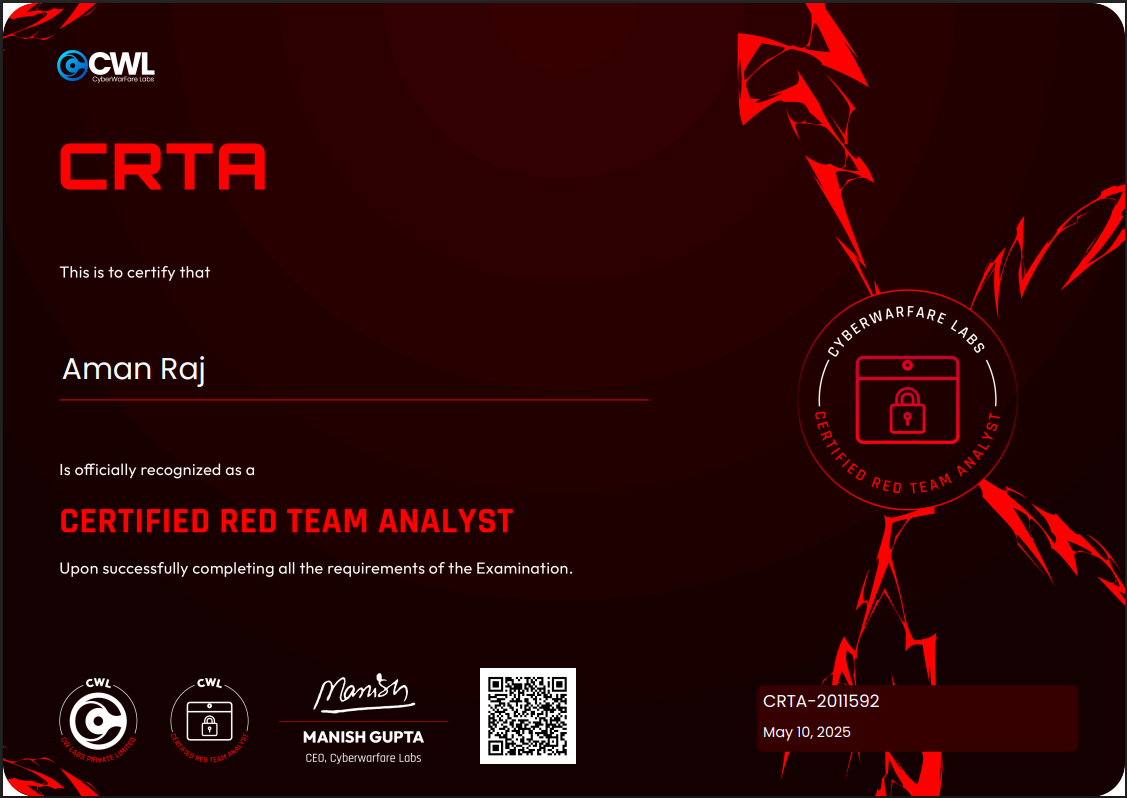 CWL
CyberWarFare Labs
CRTA
This is to certify that
Aman Raj
Is officially recognized as a
CERTIFIED RED TEAM ANALYST
Upon successfully completing all the requirements of the Examination.
CYBERWARFARE LABS
CERTIFIED RED TEAM ANALYST
CWL
CW LABS PRIVATE LIMITED
CWL
CERTIFIED RED TEAM ANALYST
Manish
MANISH GUPTA
CEO, Cyberwarfare Labs
CRTA-2011592
May 10, 2025